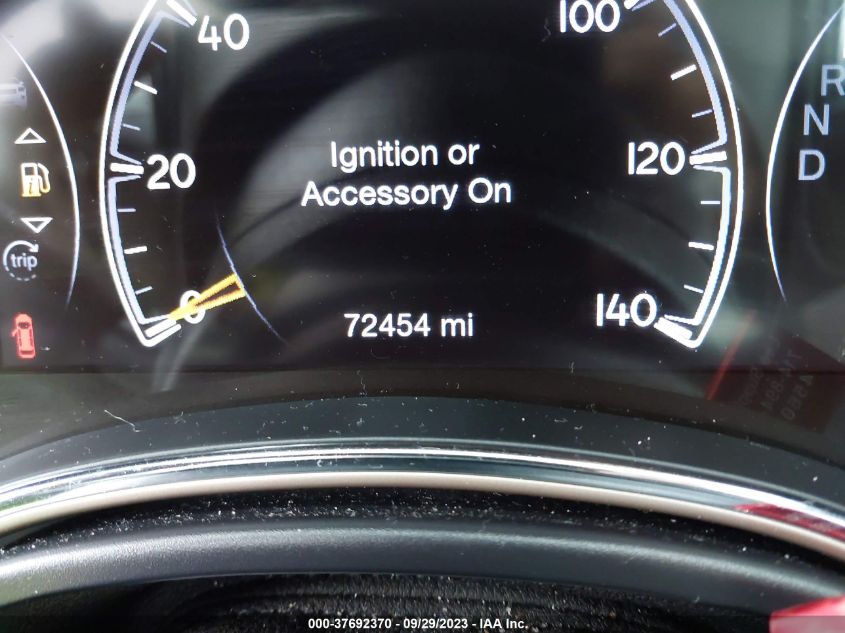 40
100
R
N
D
20
120
Ignition or
Accessory On
trip
0
140
72454 mi
000-37692370 - 09/29/2023 - IAA Inc.